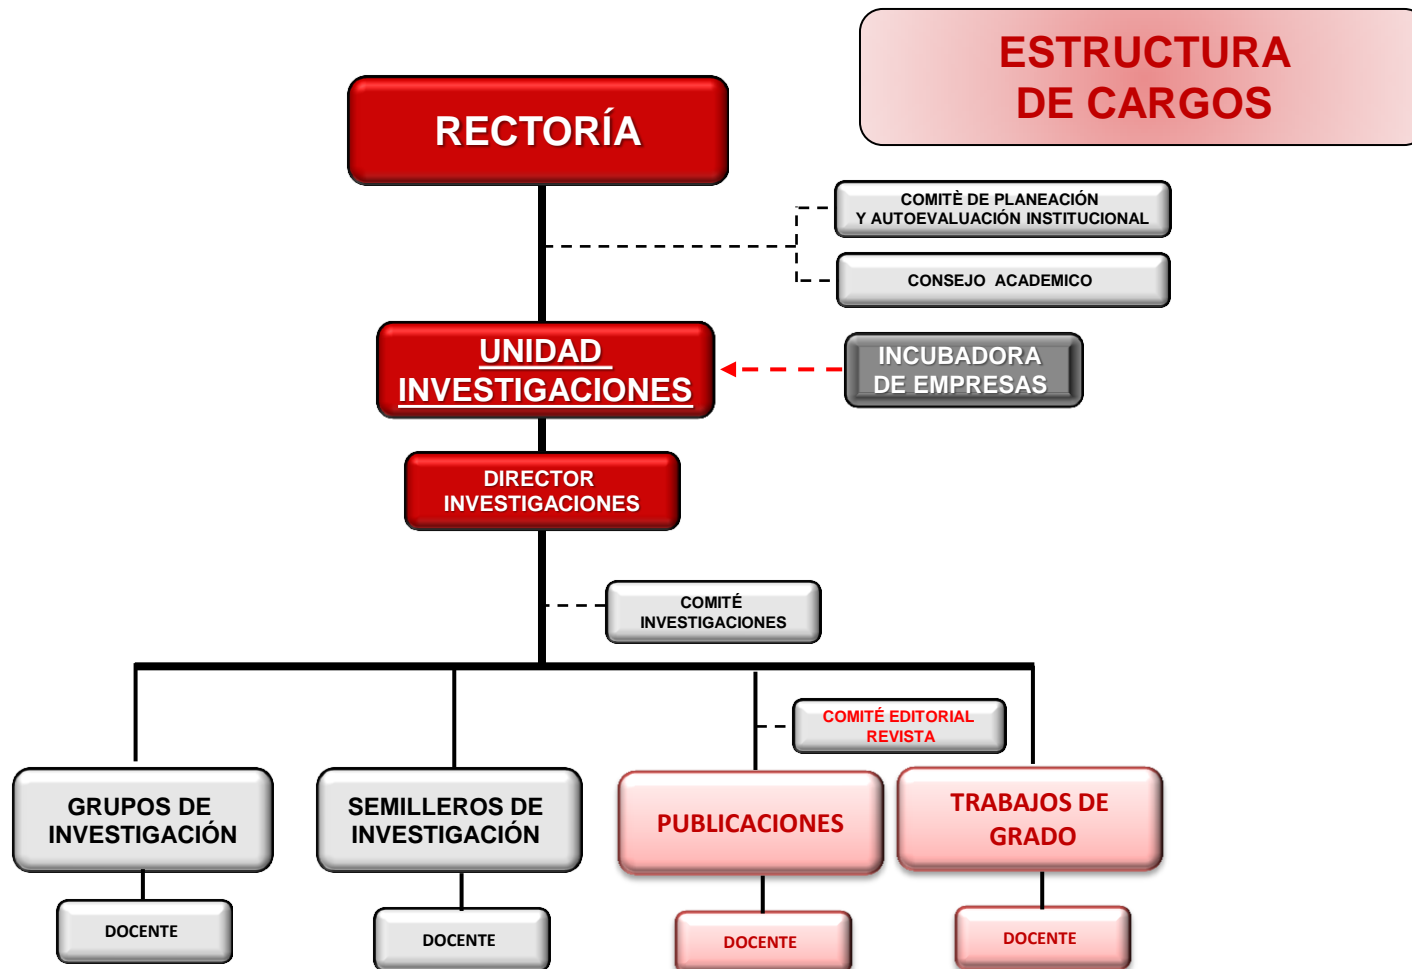 ESTRUCTURA
DE CARGOS
RECTORÍA
COMITÈ DE PLANEACIÓN
Y AUTOEVALUACIÓN INSTITUCIONAL
CONSEJO ACADEMICO
UNIDAD
INVESTIGACIONES
INCUBADORA
DE EMPRESAS
DIRECTOR
INVESTIGACIONES
COMITÉ
INVESTIGACIONES
COMITÉ EDITORIAL
REVISTA
GRUPOS DE
INVESTIGACIÓN
SEMILLEROS DE
INVESTIGACIÓN
PUBLICACIONES
TRABAJOS DE
GRADO
DOCENTE
DOCENTE
DOCENTE
DOCENTE